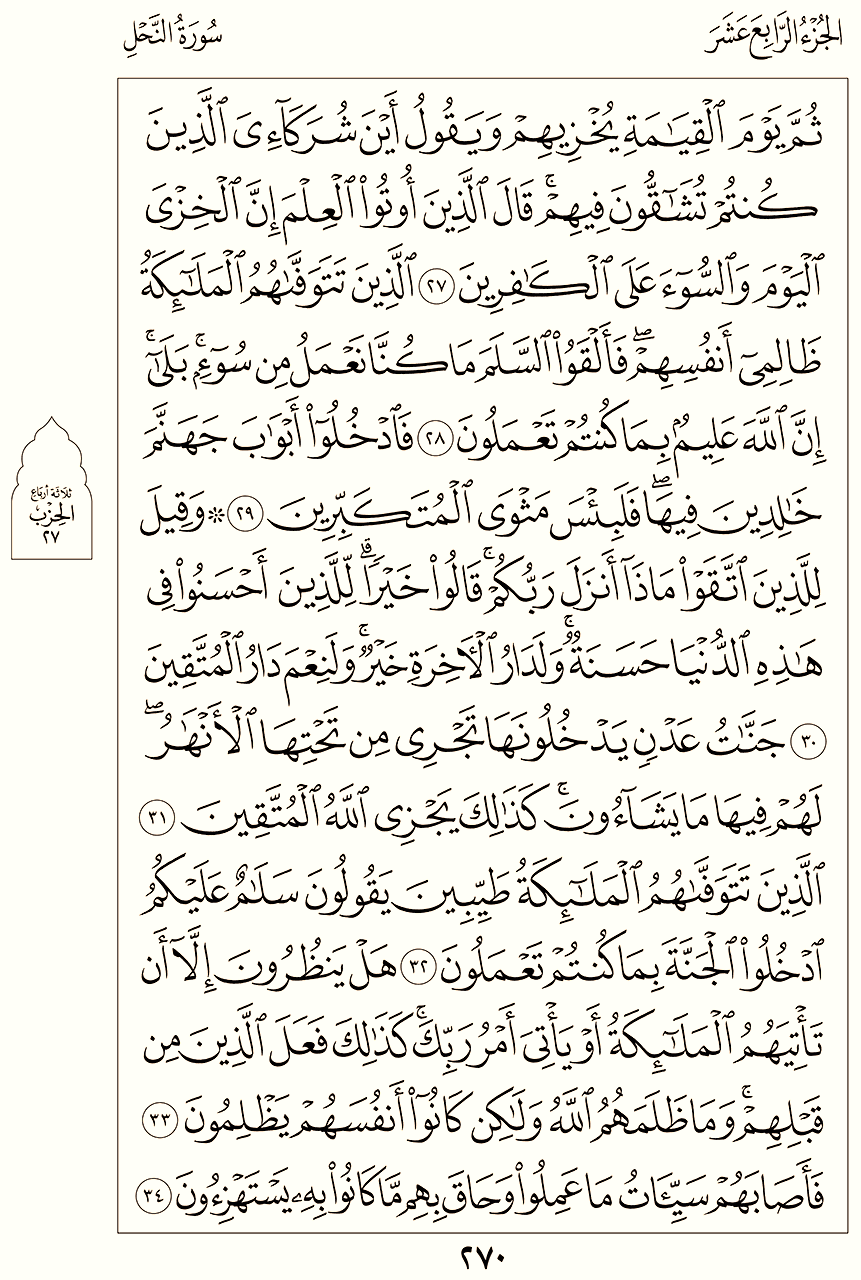 الجُزْءُ الرَّابِعَ عَشَرَ
سُورَةُ النَّحْلِ
ثُمَّ يَوْمَ ٱلْقِيَـٰمَةِ يُخْزِيهِمْ وَيَقُولُ أَيْنَ شُرَكَآءِىَ ٱلَّذِينَ
كُنتُمْ تُشَـٰٓقُّونَ فِيهِمْ ۚ قَالَ ٱلَّذِينَ أُوتُوا۟ ٱلْعِلْمَ إِنَّ ٱلْخِزْىَ
ٱلْيَوْمَ وَٱلسُّوٓءَ عَلَى ٱلْكَـٰفِرِينَ ٢٧ ٱلَّذِينَ تَتَوَفَّىٰهُمُ ٱلْمَلَـٰٓئِكَةُ
ظَالِمِىٓ أَنفُسِهِمْ ۖ فَأَلْقَوُا۟ ٱلسَّلَمَ مَا كُنَّا نَعْمَلُ مِن سُوٓءٍۭ ۚ بَلَىٰٓ ۚ
إِنَّ ٱللَّهَ عَلِيمٌۢ بِمَا كُنتُمْ تَعْمَلُونَ ٢٨ فَٱدْخُلُوٓا۟ أَبْوَٰبَ جَهَنَّمَ
خَـٰلِدِينَ فِيهَا ۖ فَلَبِئْسَ مَثْوَى ٱلْمُتَكَبِّرِينَ ٢٩ ۞ وَقِيلَ
لِلَّذِينَ ٱتَّقَوْا۟ مَاذَآ أَنزَلَ رَبُّكُمْ ۚ قَالُوا۟ خَيْرًا ۗ لِّلَّذِينَ أَحْسَنُوا۟ فِى
هَـٰذِهِ ٱلدُّنْيَا حَسَنَةٌ ۚ وَلَدَارُ ٱلْـَٔاخِرَةِ خَيْرٌ ۚ وَلَنِعْمَ دَارُ ٱلْمُتَّقِينَ
٣٠ جَنَّـٰتُ عَدْنٍ يَدْخُلُونَهَا تَجْرِى مِن تَحْتِهَا ٱلْأَنْهَـٰرُ ۖ
لَهُمْ فِيهَا مَا يَشَآءُونَ ۚ كَذَٰلِكَ يَجْزِى ٱللَّهُ ٱلْمُتَّقِينَ ٣١
ٱلَّذِينَ تَتَوَفَّىٰهُمُ ٱلْمَلَـٰٓئِكَةُ طَيِّبِينَ يَقُولُونَ سَلَـٰمٌ عَلَيْكُمُ
ٱدْخُلُوا۟ ٱلْجَنَّةَ بِمَا كُنتُمْ تَعْمَلُونَ ٣٢ هَلْ يَنظُرُونَ إِلَّآ أَن
تَأْتِيَهُمُ ٱلْمَلَـٰٓئِكَةُ أَوْ يَأْتِىَ أَمْرُ رَبِّكَ ۚ كَذَٰلِكَ فَعَلَ ٱلَّذِينَ مِن
قَبْلِهِمْ ۚ وَمَا ظَلَمَهُمُ ٱللَّهُ وَلَـٰكِن كَانُوٓا۟ أَنفُسَهُمْ يَظْلِمُونَ ٣٣
فَأَصَابَهُمْ سَيِّـَٔاتُ مَا عَمِلُوا۟ وَحَاقَ بِهِم مَّا كَانُوا۟ بِهِۦ يَسْتَهْزِءُونَ ٣٤
ثلاثة أرباع
الحِزْب
٢٧
٢٧٠